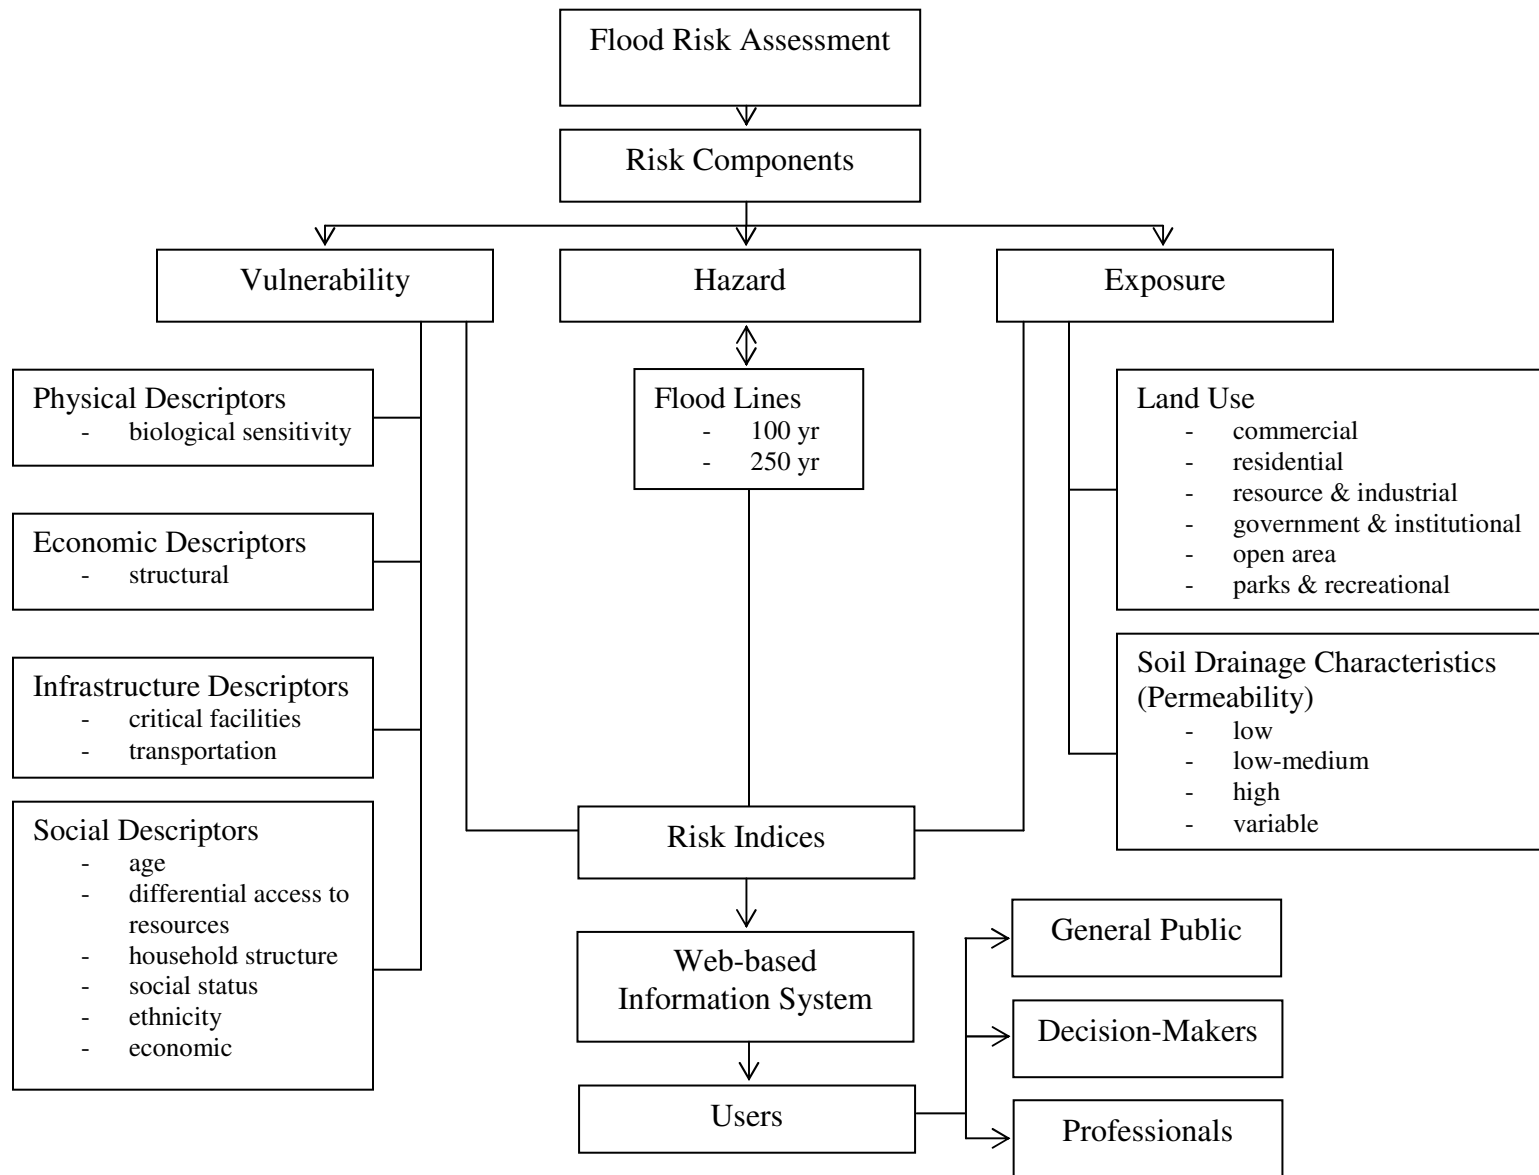 Flood Risk Assessment
Risk Components
Vulnerability
Hazard
Exposure
Physical Descriptors
- biological sensitivity
Economic Descriptors
- structural
Infrastructure Descriptors
- critical facilities
- transportation
Social Descriptors
- age
- differential access to
resources
- household structure
- social status
- ethnicity
- economic
Flood Lines
- 100 yr
- 250 yr
Land Use
- commercial
- residential
- resource & industrial
- government & institutional
- open area
- parks & recreational
Soil Drainage Characteristics
(Permeability)
- low
- low-medium
- high
- variable
Risk Indices
Web-based
Information System
Users
General Public
Decision-Makers
Professionals